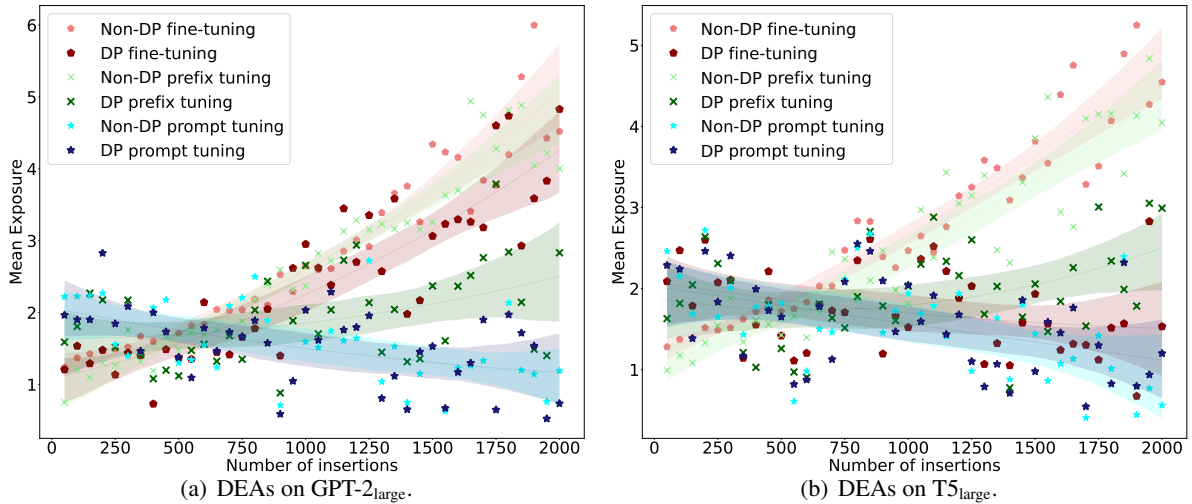 Non-DP fine-tuning
DP fine-tuning
Non-DP prefix tuning
DP prefix tuning
Non-DP prompt tuning
DP prompt tuning
Mean Exposure
6
5
4
3
2
1
0 250 500 750 1000 1250 1500 1750 2000
Number of insertions
(a) DEAs on GPT-2large.
Non-DP fine-tuning
DP fine-tuning
Non-DP prefix tuning
DP prefix tuning
Non-DP prompt tuning
DP prompt tuning
Mean Exposure
5
4
3
2
1
0 250 500 750 1000 1250 1500 1750 2000
Number of insertions
(b) DEAs on T5large.